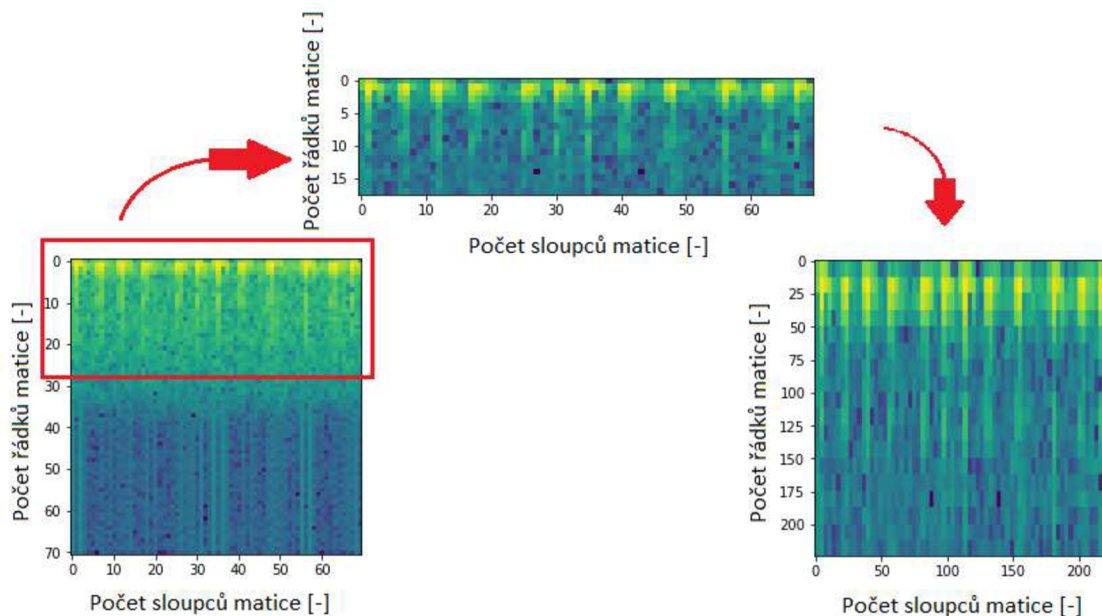 Počet řádků matice [-]
0
5
10
15
0 10 20 30 40 50 60
Počet sloupců matice [-]
Počet řádků matice [-]
0
10
20
30
40
50
60
70
0 10 20 30 40 50 60
Počet sloupců matice [-]
Počet řádků matice [-]
0
25
50
75
100
125
150
175
200
0 50 100 150 200
Počet sloupců matice [-]